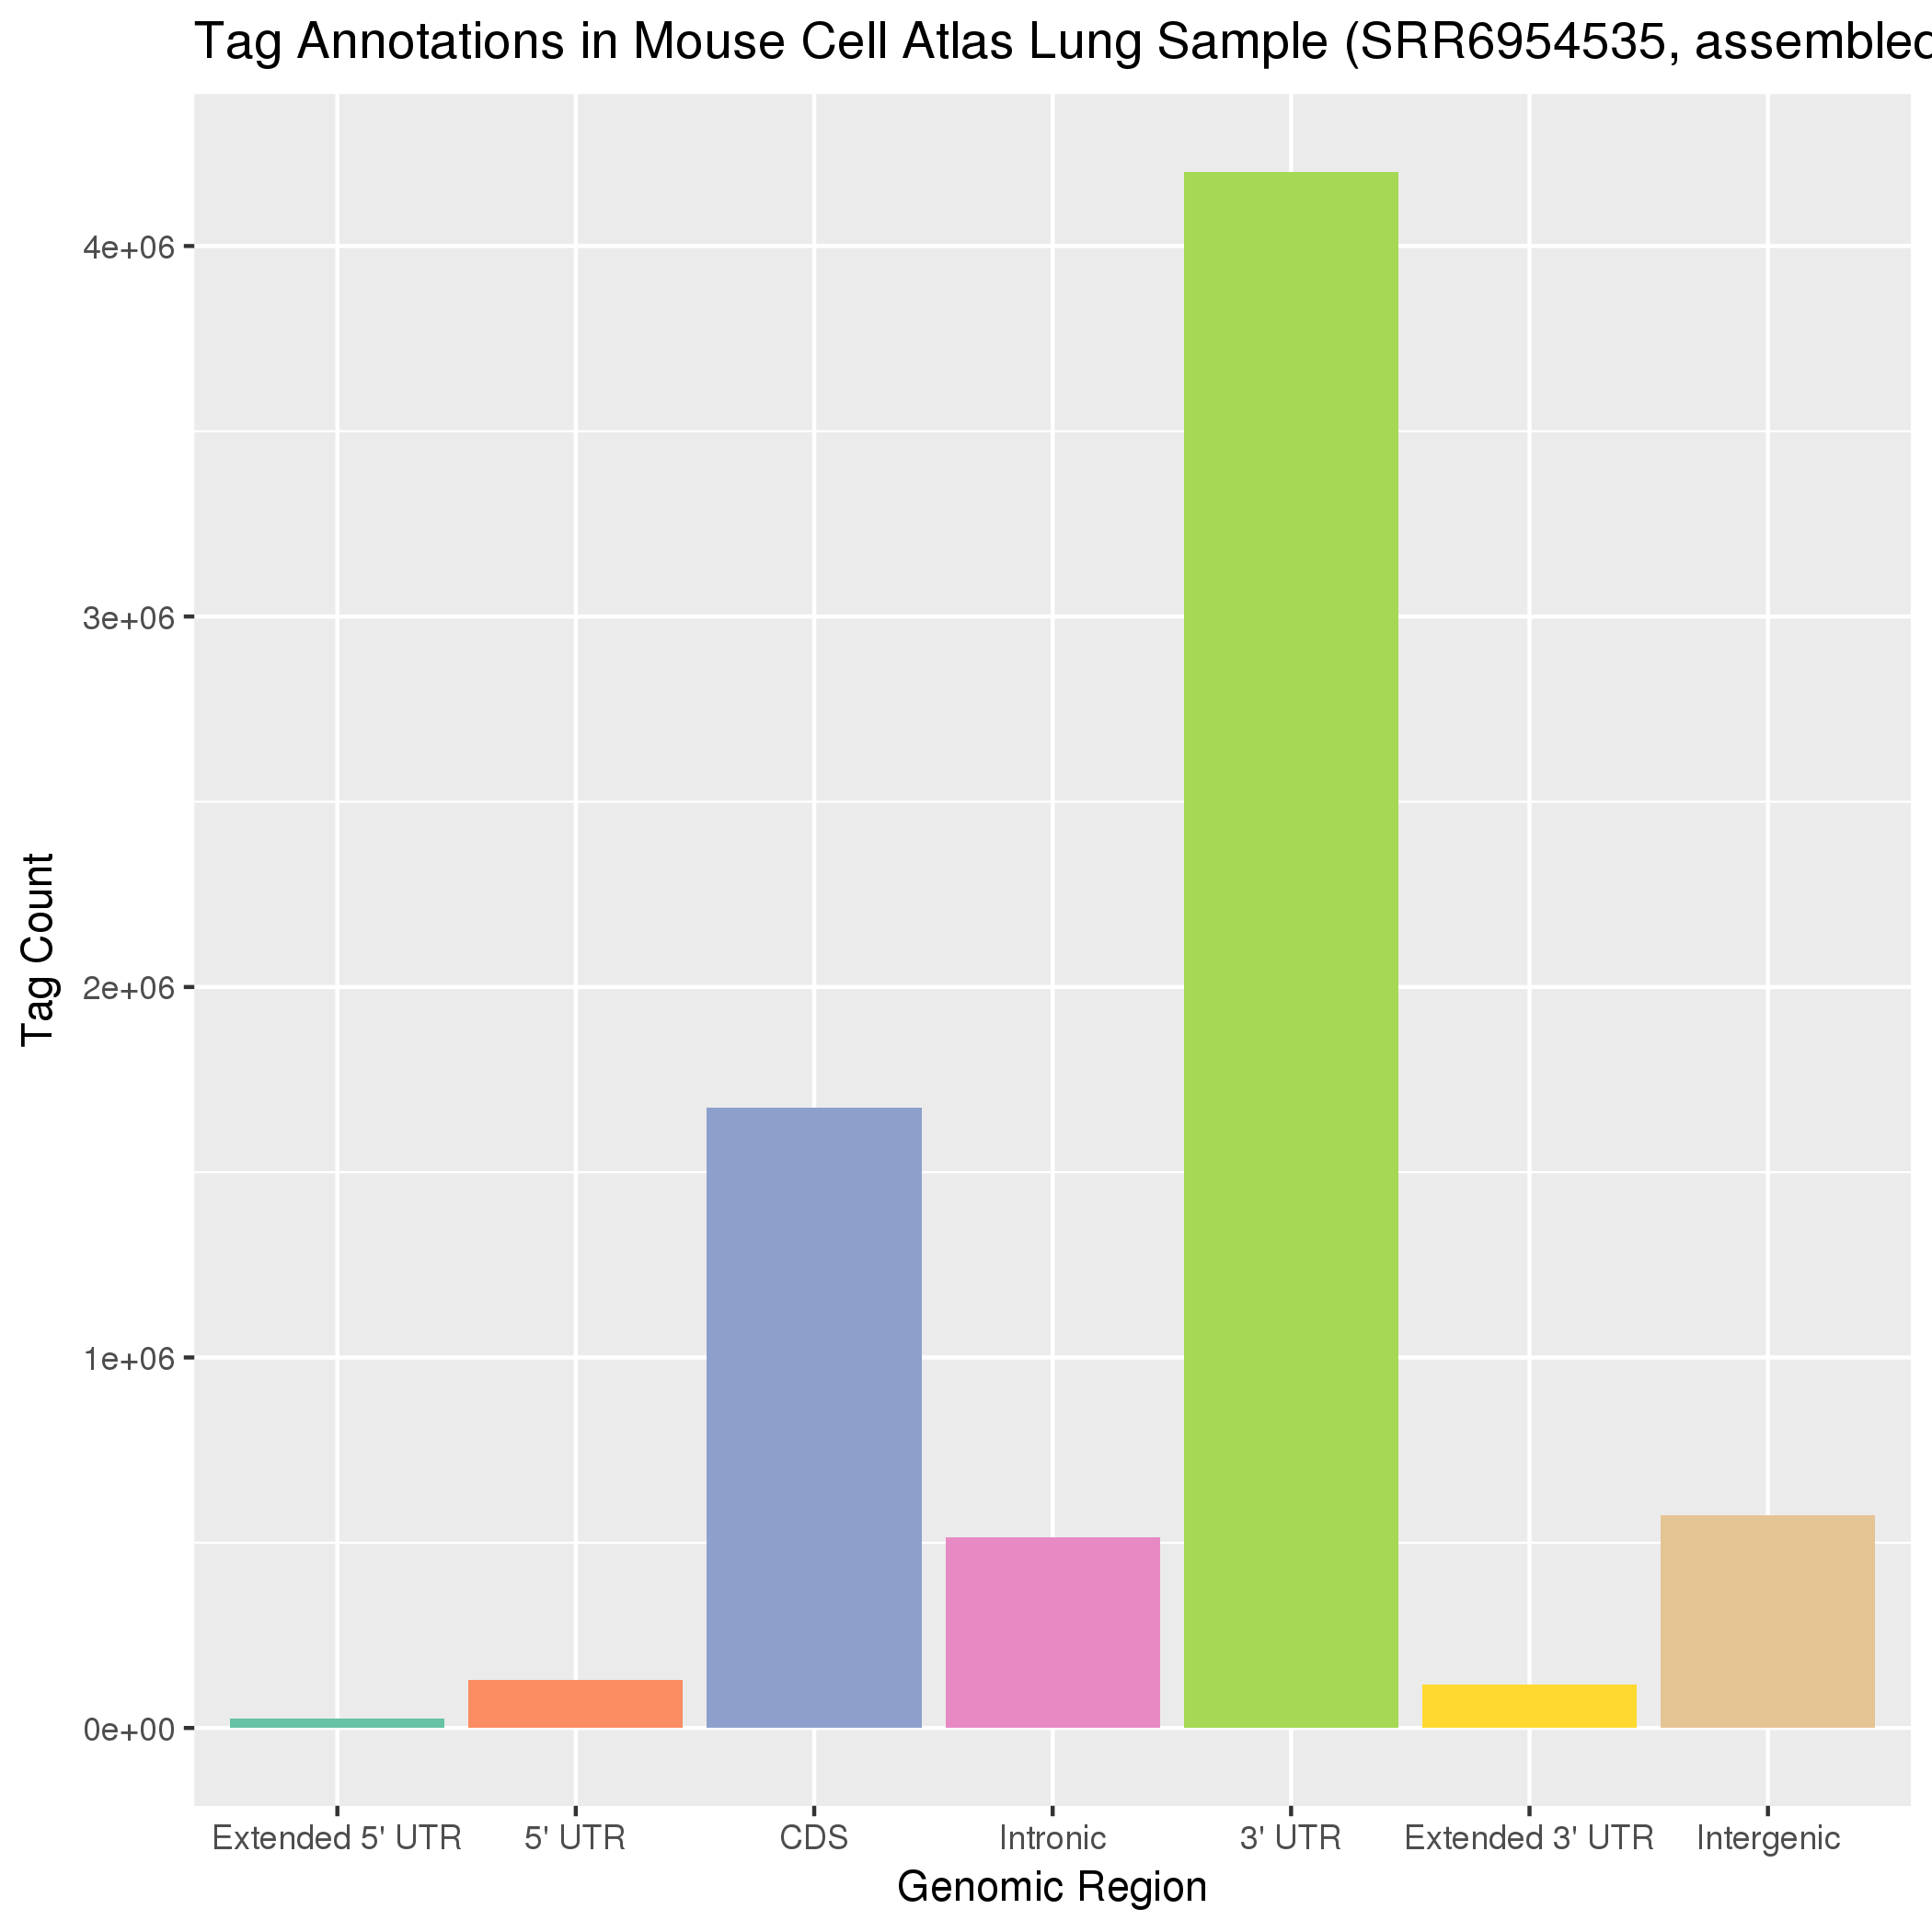 Tag Annotations in Mouse Cell Atlas Lung Sample (SRR6954535, assembled
Tag Count
4e+06
3e+06
2e+06
1e+06
0e+00
Extended 5' UTR 5' UTR CDS Intronic 3' UTR Extended 3' UTR Intergenic
Genomic Region